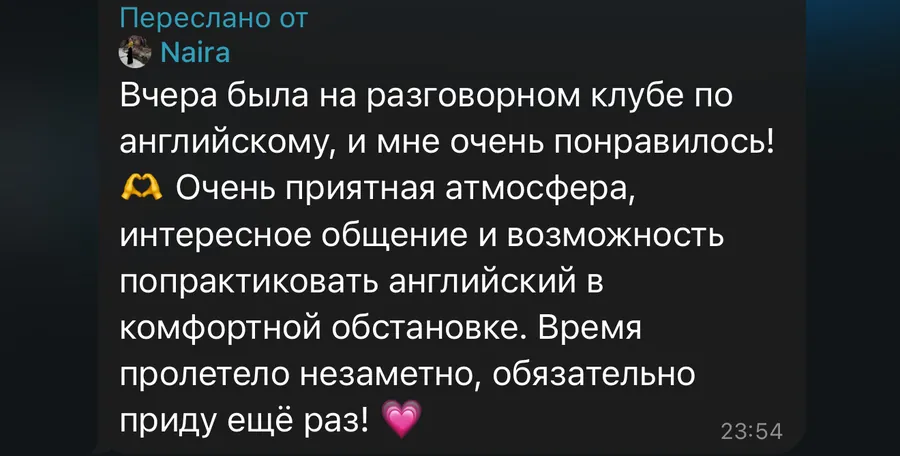 Переслано от
Naira
Вчера была на разговорном клубе по
английскому, и мне очень понравилось!
🫶 Очень приятная атмосфера,
интересное общение и возможность
попрактиковать английский в
комфортной обстановке. Время
пролетело незаметно, обязательно
приду ещё раз! 💗
23:54